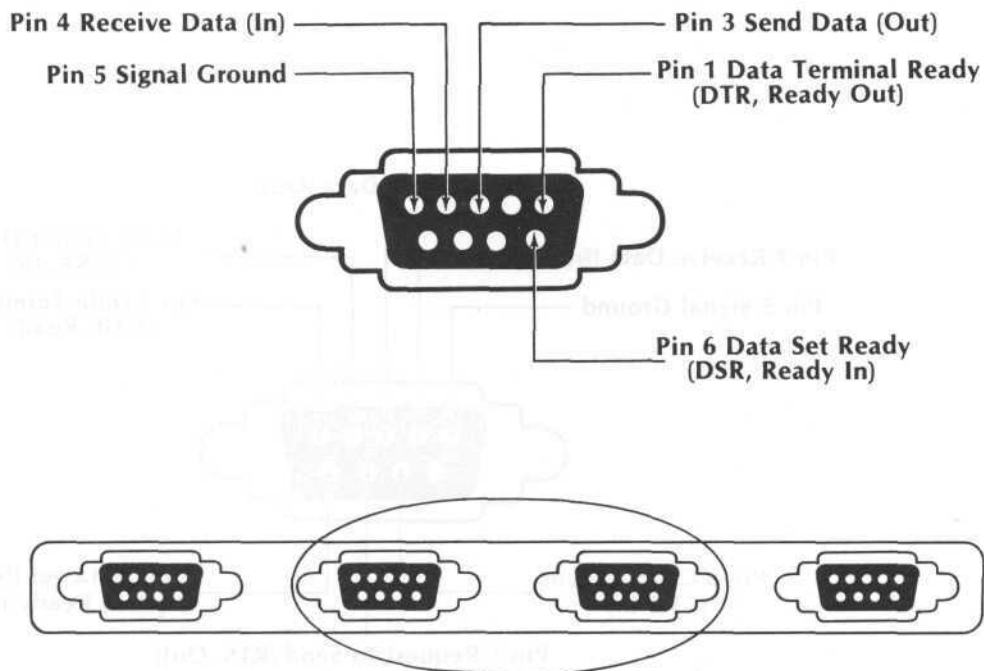 Pin 4 Receive Data (In)
Pin 3 Send Data (Out)
Pin 5 Signal Ground
Pin 1 Data Terminal Ready
(DTR, Ready Out)
Pin 6 Data Set Ready
(DSR, Ready In)